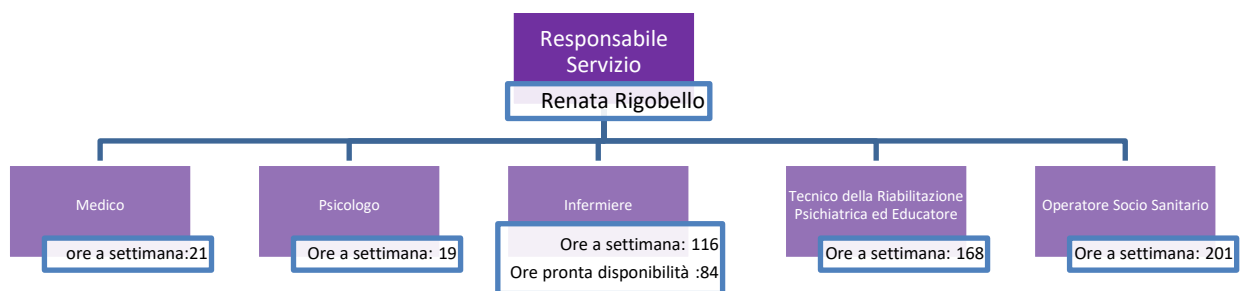 Responsabile
Servizio
Renata Rigobello
Medico
ore a settimana:21
Psicologo
Ore a settimana: 19
Infermiere
Ore a settimana: 116
Ore pronta disponibilità :84
Tecnico della Riabilitazione
Psichiatrica ed Educatore
Ore a settimana: 168
Operatore Socio Sanitario
Ore a settimana: 201